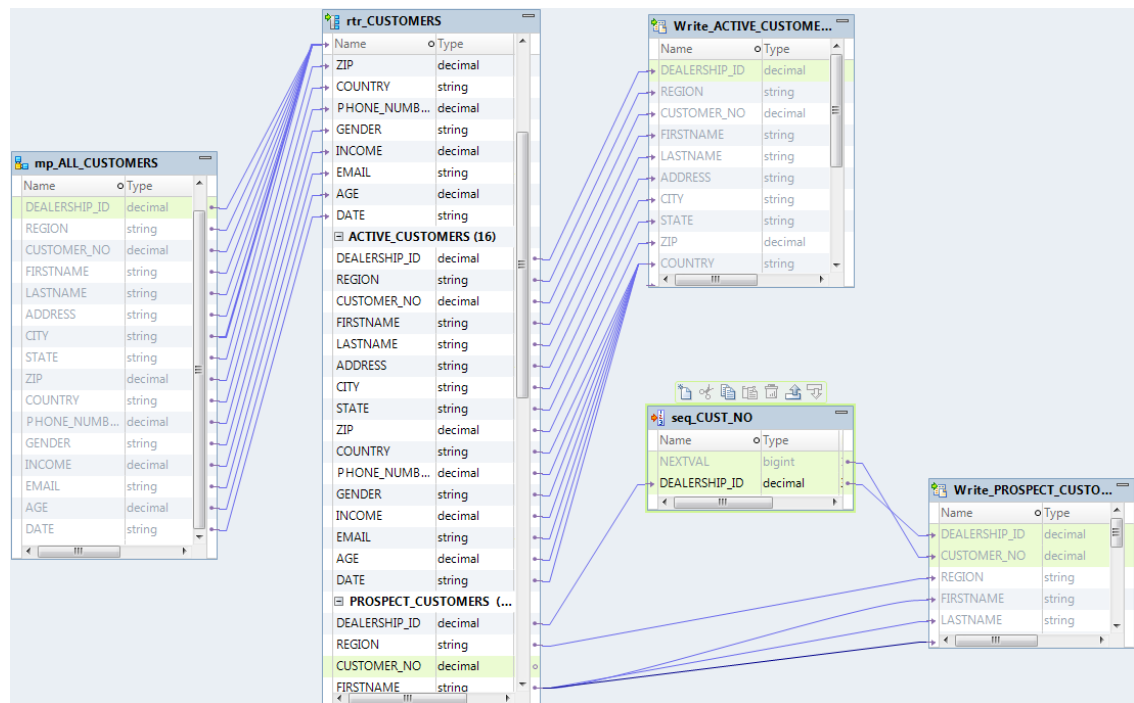 mp_ALL_CUSTOMERS
Name Type
DEALERSHIP_ID decimal
REGION string
CUSTOMER_NO decimal
FIRSTNAME string
LASTNAME string
ADDRESS string
CITY string
STATE string
ZIP decimal
COUNTRY string
PHONE_NUMB... decimal
GENDER string
INCOME decimal
EMAIL string
AGE decimal
DATE string
rtr_CUSTOMERS
Name Type
ZIP decimal
COUNTRY string
PHONE_NUMB... decimal
GENDER string
INCOME decimal
EMAIL string
AGE decimal
DATE string
ACTIVE_CUSTOMERS (16)
DEALERSHIP_ID decimal
REGION string
CUSTOMER_NO decimal
FIRSTNAME string
LASTNAME string
ADDRESS string
CITY string
STATE string
ZIP decimal
COUNTRY string
PHONE_NUMB... decimal
GENDER string
INCOME decimal
EMAIL string
AGE decimal
DATE string
PROSPECT_CUSTOMERS (...
DEALERSHIP_ID decimal
REGION string
CUSTOMER_NO decimal
FIRSTNAME string
Write_ACTIVE_CUSTOME...
Name Type
DEALERSHIP_ID decimal
REGION string
CUSTOMER_NO decimal
FIRSTNAME string
LASTNAME string
ADDRESS string
CITY string
STATE string
ZIP decimal
COUNTRY string
seq_CUST_NO
Name Type
NEXTVAL bigint
DEALERSHIP_ID decimal
Write_PROSPECT_CUSTO...
Name Type
DEALERSHIP_ID decimal
CUSTOMER_NO decimal
REGION string
FIRSTNAME string
LASTNAME string